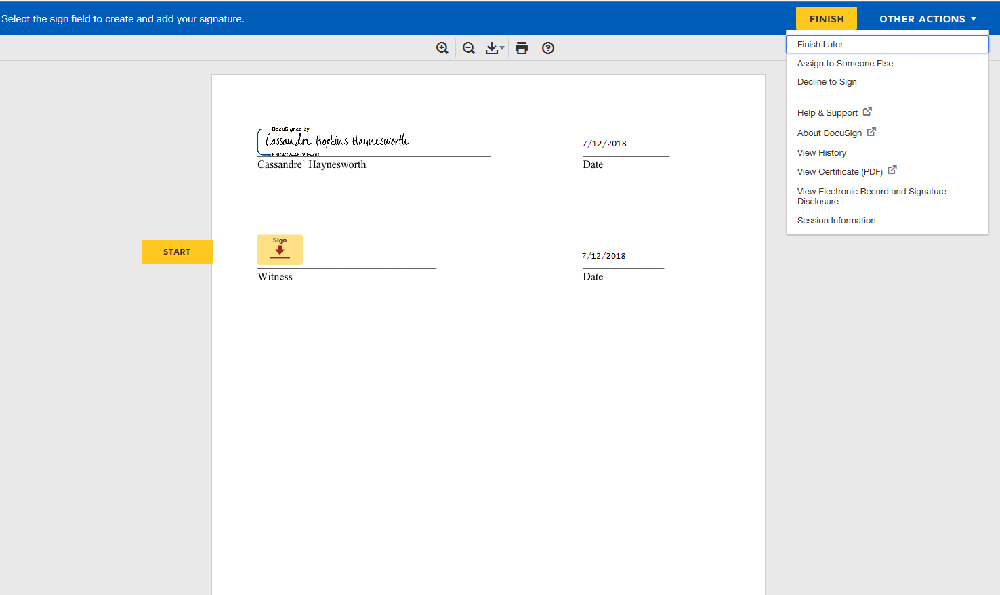 Select the sign field to create and add your signature.
FINISH
OTHER ACTIONS
Finish Later
Assign to Someone Else
Decline to Sign
Help & Support
About DocuSign
View History
View Certificate (PDF)
View Electronic Record and Signature
Disclosure
Session Information
DocuSigned by:
Cassandre Hopkins Haynesworth
7/12/2018
Cassandre` Haynesworth
Date
START
Sign
7/12/2018
Witness
Date